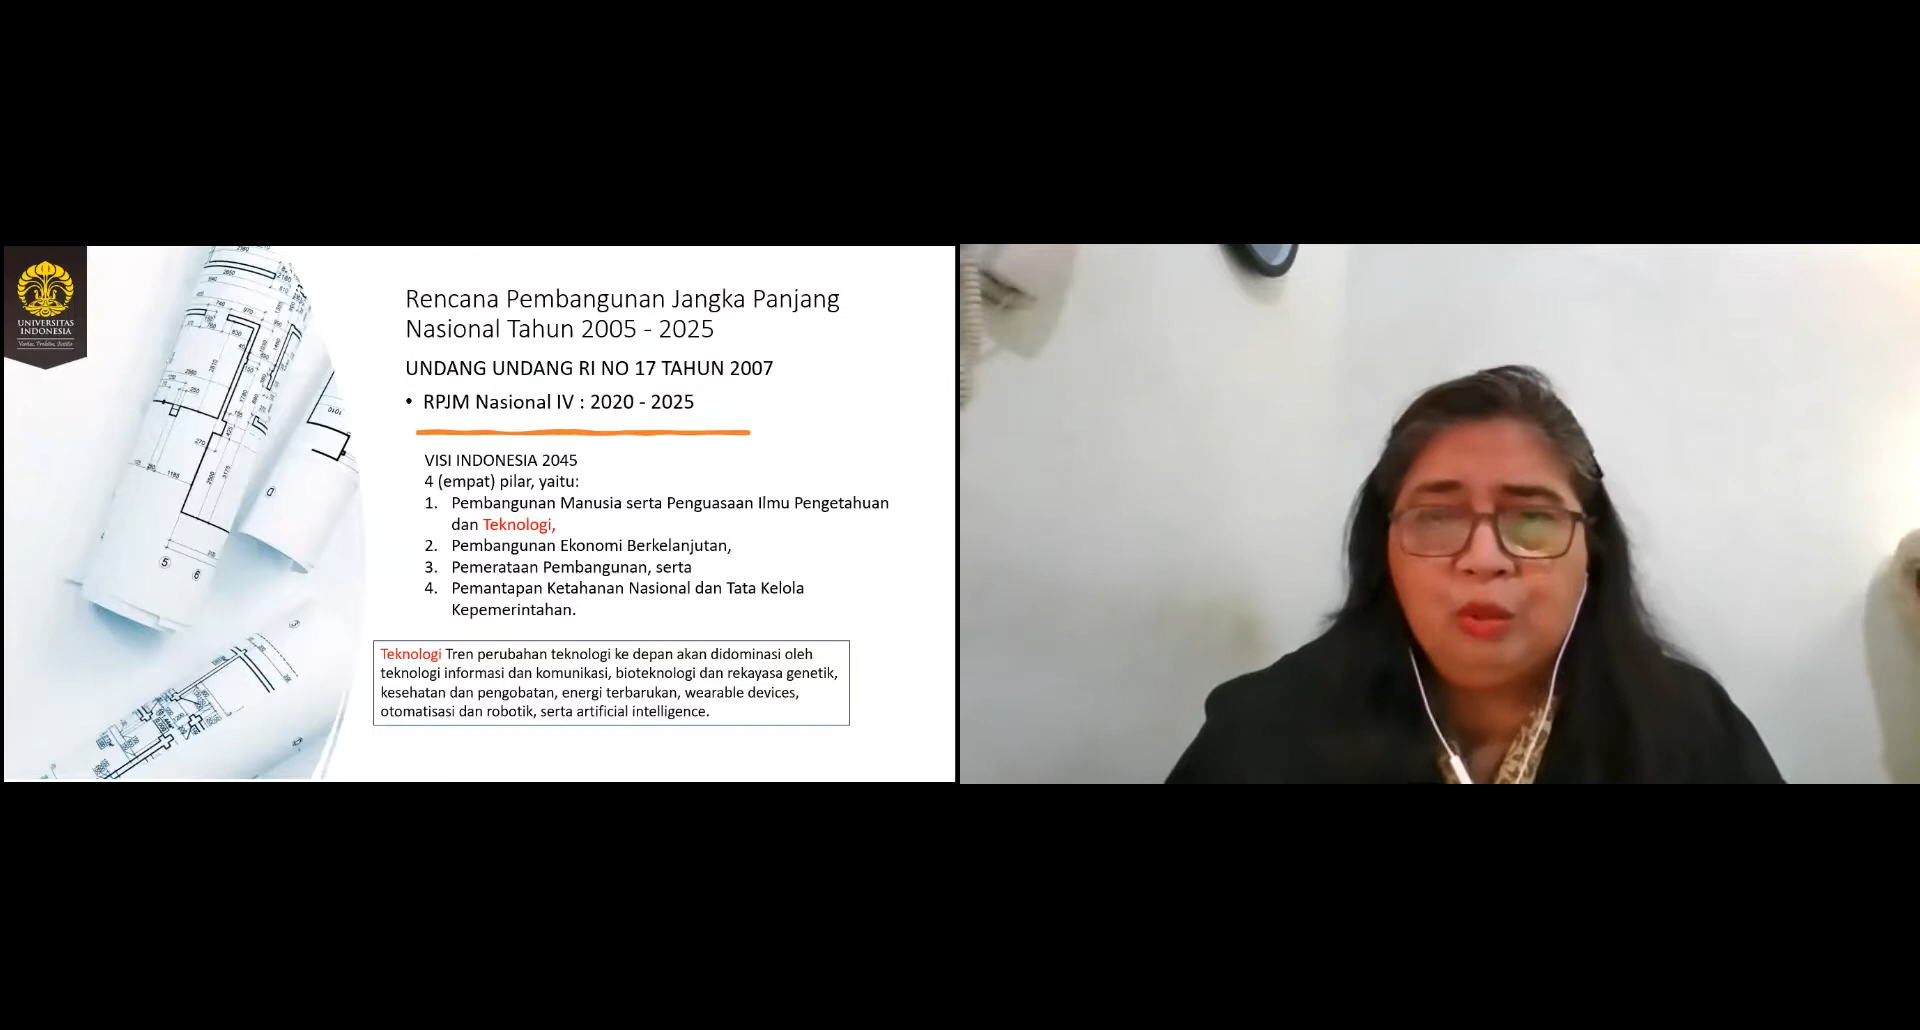 UNIVERSITAS
INDONESIA
Veritas, Probitas, Iustitia
Rencana Pembangunan Jangka Panjang
Nasional Tahun 2005 - 2025
UNDANG UNDANG RI NO 17 TAHUN 2007
• RPJM Nasional IV : 2020 - 2025
VISI INDONESIA 2045
4 (empat) pilar, yaitu:
1. Pembangunan Manusia serta Penguasaan Ilmu Pengetahuan
dan Teknologi,
2. Pembangunan Ekonomi Berkelanjutan,
3. Pemerataan Pembangunan, serta
4. Pemantapan Ketahanan Nasional dan Tata Kelola
Kepemerintahan.
Teknologi Tren perubahan teknologi ke depan akan didominasi oleh
teknologi informasi dan komunikasi, bioteknologi dan rekayasa genetik,
kesehatan dan pengobatan, energi terbarukan, wearable devices,
otomatisasi dan robotik, serta artificial intelligence.